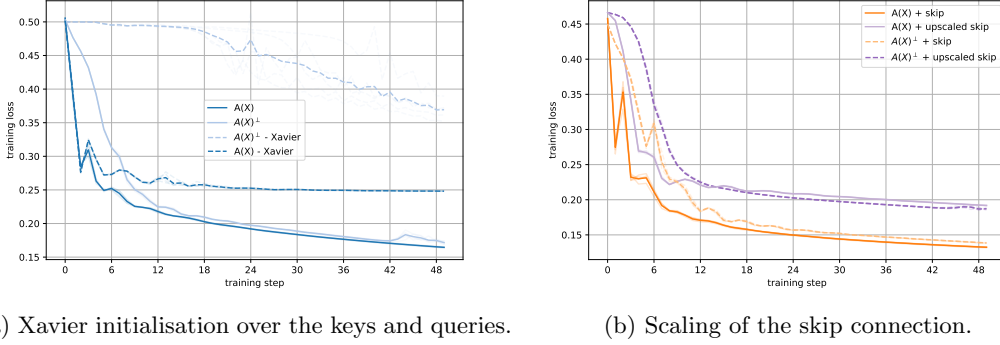 0.50
0.45
0.40
0.35
0.30
0.25
0.20
0.15
training loss
A(X)
A(X)⊥
A(X)⊥ - Xavier
A(X) - Xavier
0 6 12 18 24 30 36 42 48
training step
) Xavier initialisation over the keys and queries.
0.45
0.40
0.35
0.30
0.25
0.20
0.15
training loss
A(X) + skip
A(X) + upscaled skip
A(X)⊥ + skip
A(X)⊥ + upscaled skip
0 6 12 18 24 30 36 42 48
training step
(b) Scaling of the skip connection.